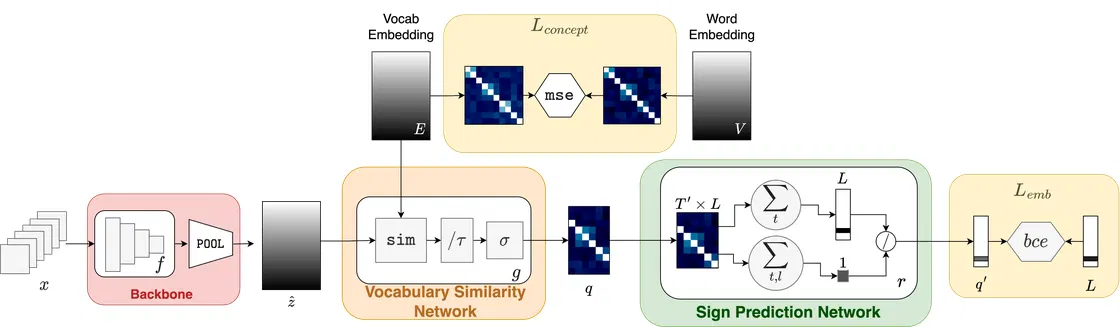 Vocab
Embedding
E
L_concept
mse
Word
Embedding
V
x
f
POOL
Backbone
ẑ
sim
/τ
σ
g
Vocabulary Similarity
Network
q
T′ × L
∑
t
∑
t,l
L
1
/
r
Sign Prediction Network
L_emb
q′
bce
L